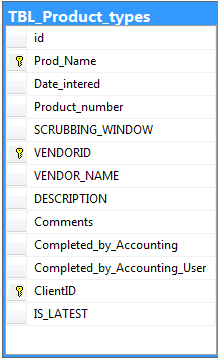 TBL_Product_types
id
Prod_Name
Date_intered
Product_number
SCRUBBING_WINDOW
VENDORID
VENDOR_NAME
DESCRIPTION
Comments
Completed_by_Accounting
Completed_by_Accounting_User
ClientID
IS_LATEST